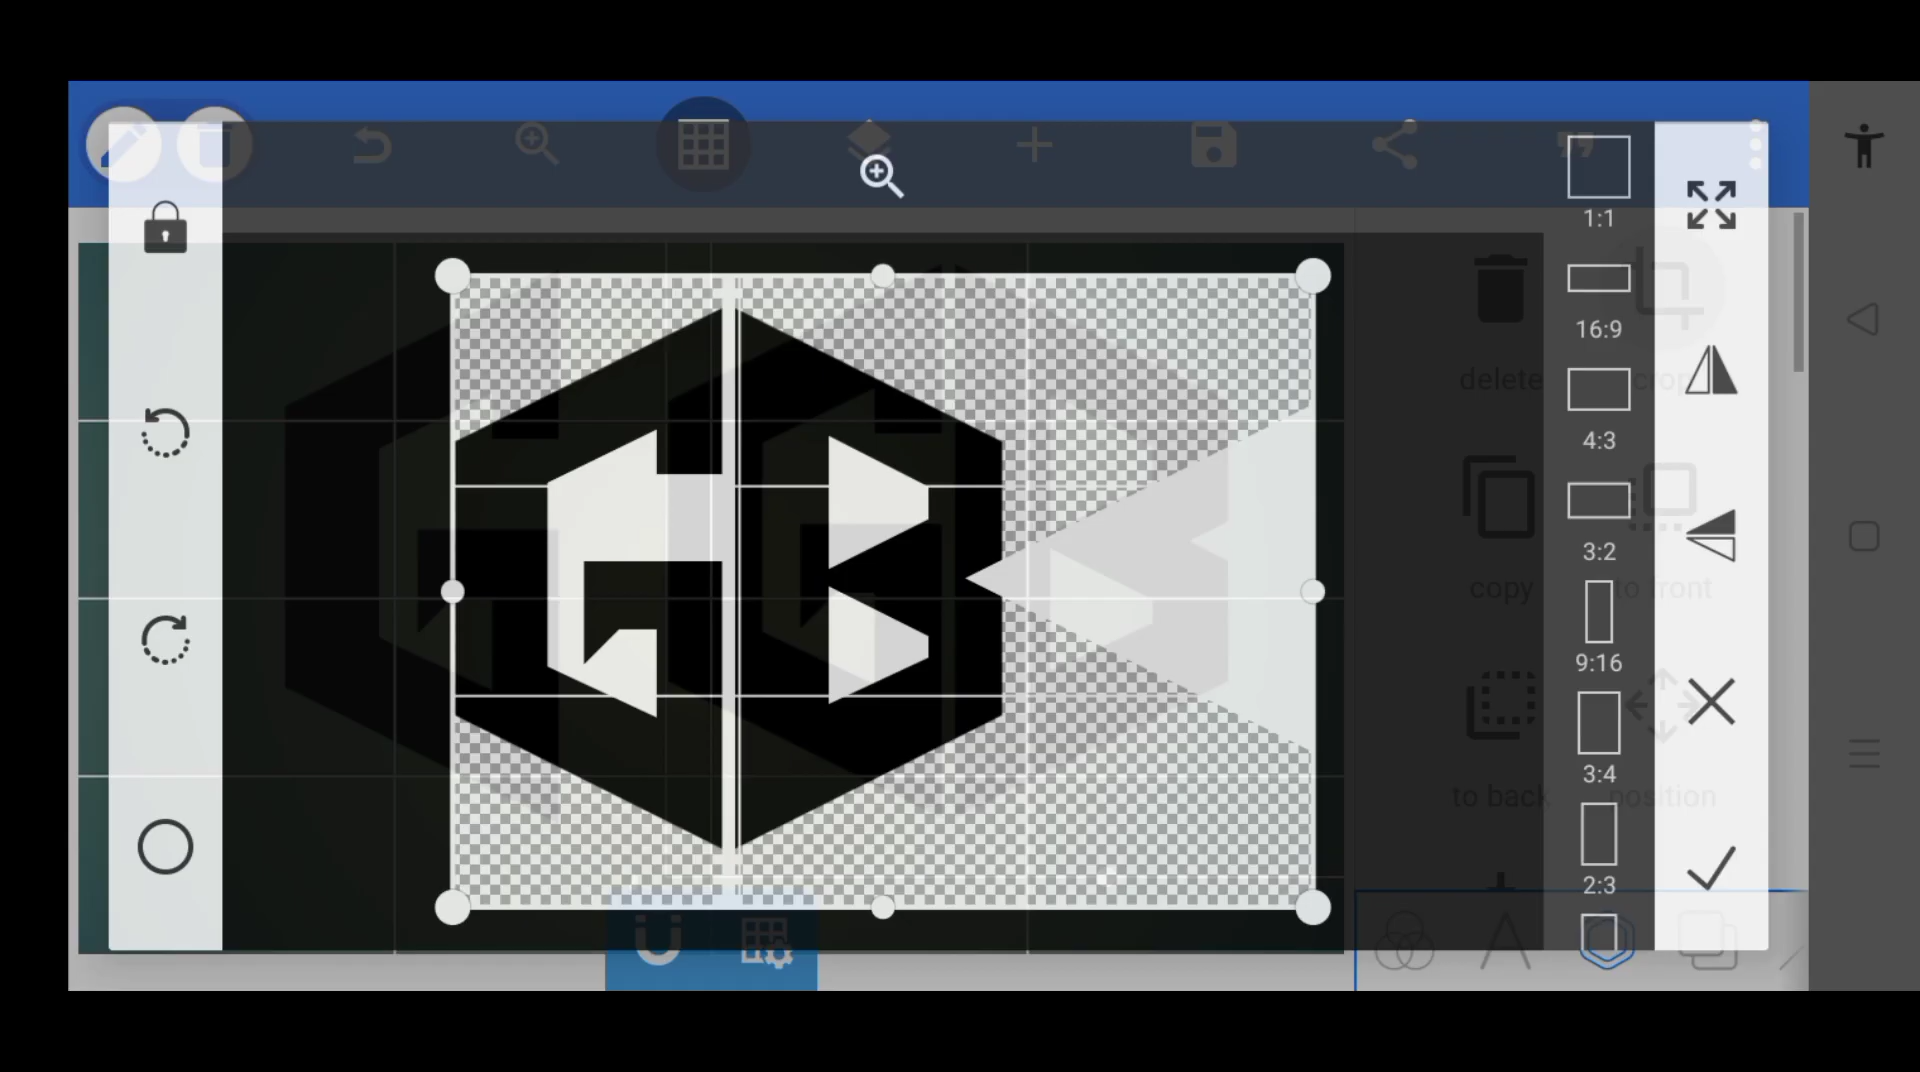 1:1
16:9
delete
crop
4:3
3:2
copy
to front
9:16
3:4
to back
position
2:3